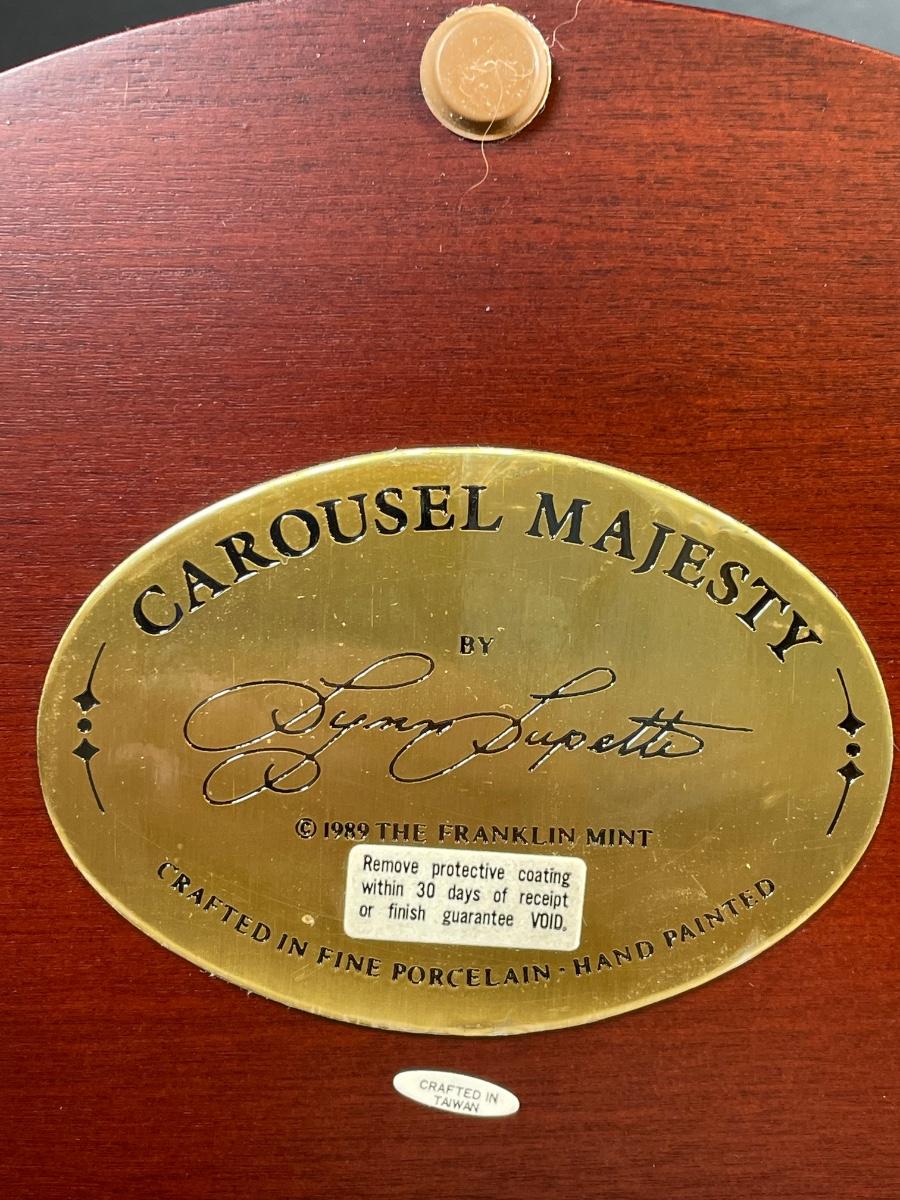 CAROUSEL MAJESTY
BY
Lynn Lupetti
© 1989 THE FRANKLIN MINT
Remove protective coating
within 30 days of receipt
or finish guarantee VOID.
CRAFTED IN FINE PORCELAIN · HAND PAINTED
CRAFTED IN
TAIWAN